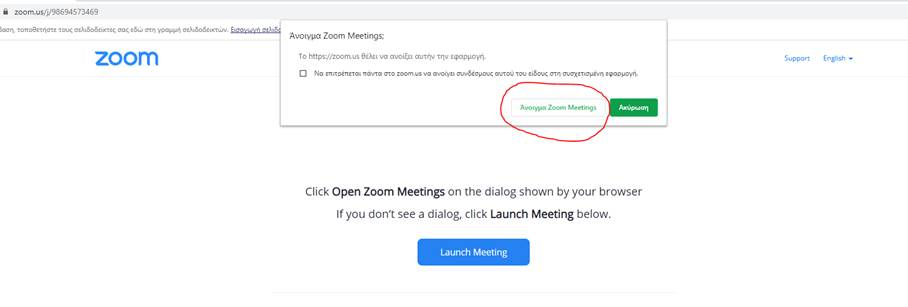 zoom.us/j/98694573469
βαση, τοποθετήστε τους σελιδοδείκτες σας εδώ στη γραμμή σελιδοδεικτών. Εισαγωγή σελιδο
Άνοιγμα Zoom Meetings;
Το https://zoom.us θέλει να ανοίξει αυτήν την εφαρμογή.
Να επιτρέπεται πάντα στο zoom.us να ανοίγει συνδέσμους αυτού του είδους στη συσχετισμένη εφαρμογή.
Άνοιγμα Zoom Meetings
Ακύρωση
zoom
Support
English
Click Open Zoom Meetings on the dialog shown by your browser
If you don’t see a dialog, click Launch Meeting below.
Launch Meeting